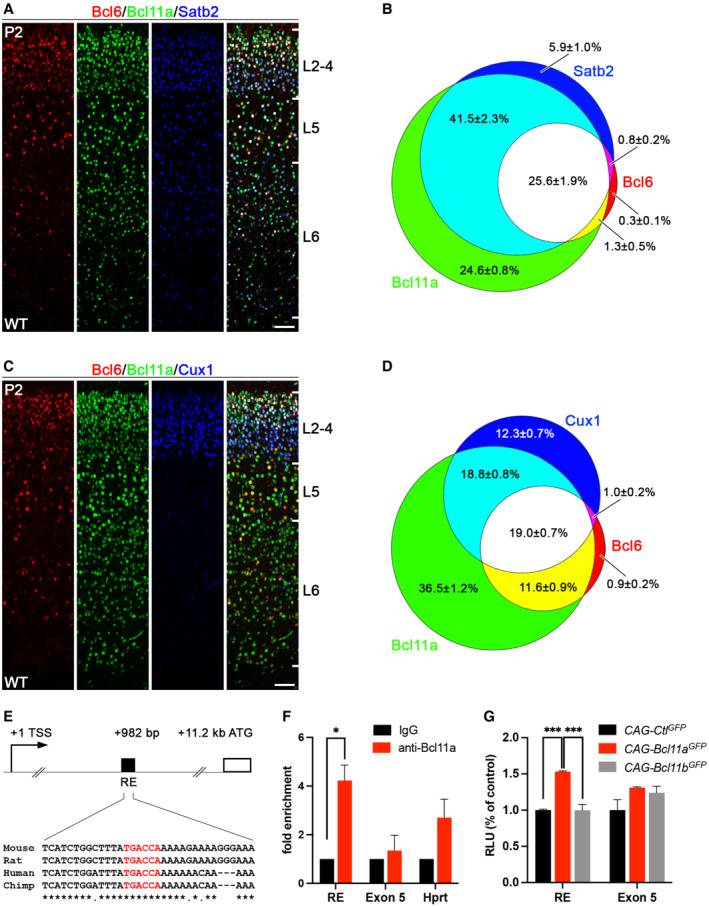 A
Bcl6/Bcl11a/Satb2
P2
WT
L2-4
L5
L6
B
5.9±1.0%
Satb2
41.5±2.3%
0.8±0.2%
25.6±1.9%
Bcl6
0.3±0.1%
1.3±0.5%
24.6±0.8%
Bcl11a
C
Bcl6/Bcl11a/Cux1
P2
WT
L2-4
L5
L6
D
Cux1
12.3±0.7%
18.8±0.8%
1.0±0.2%
19.0±0.7%
Bcl6
36.5±1.2%
11.6±0.9%
0.9±0.2%
Bcl11a
E
+1 TSS +982 bp +11.2 kb ATG
RE
Mouse TCATCTGGCTTTATGACCAAAAAGAAAAGGGAAA
Rat TCATCTGGCTTTATGACCAAAAAGAAAAGGGAAA
Human TCATCTGGATTTATGACCAAAAAAACAA---AAA
Chimp TCATCTGGATTTATGACCAAAAAAACAA---AAA
********.**************.*.** ***
F
IgG
anti-Bcl11a
fold enrichment
6
4
2
0
*
RE Exon 5 Hprt
G
CAG-Ctl GFP
CAG-Bcl11a GFP
CAG-Bcl11b GFP
RLU (% of control)
2.0
1.5
1.0
0.5
0
*** ***
RE Exon 5